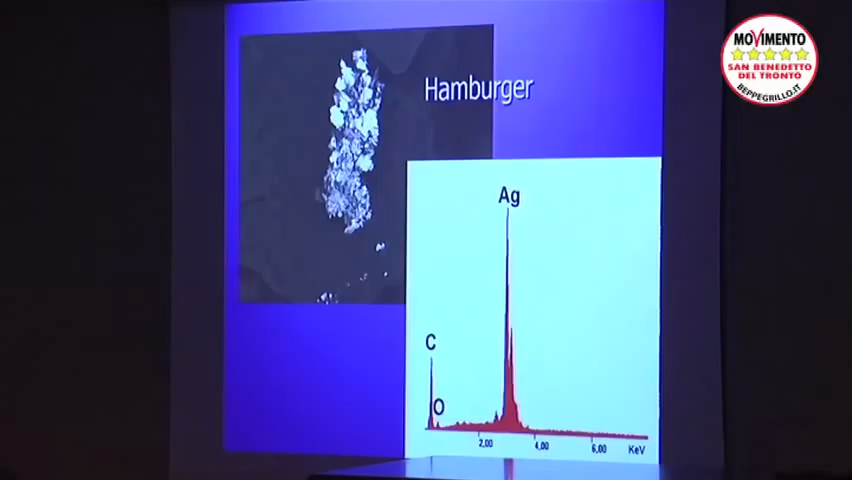 MOVIMENTO
SAN BENEDETTO
DEL TRONTO
BEPPEGRILLO.IT
Hamburger
Ag
C
O
2,00
4,00
6,00
KeV